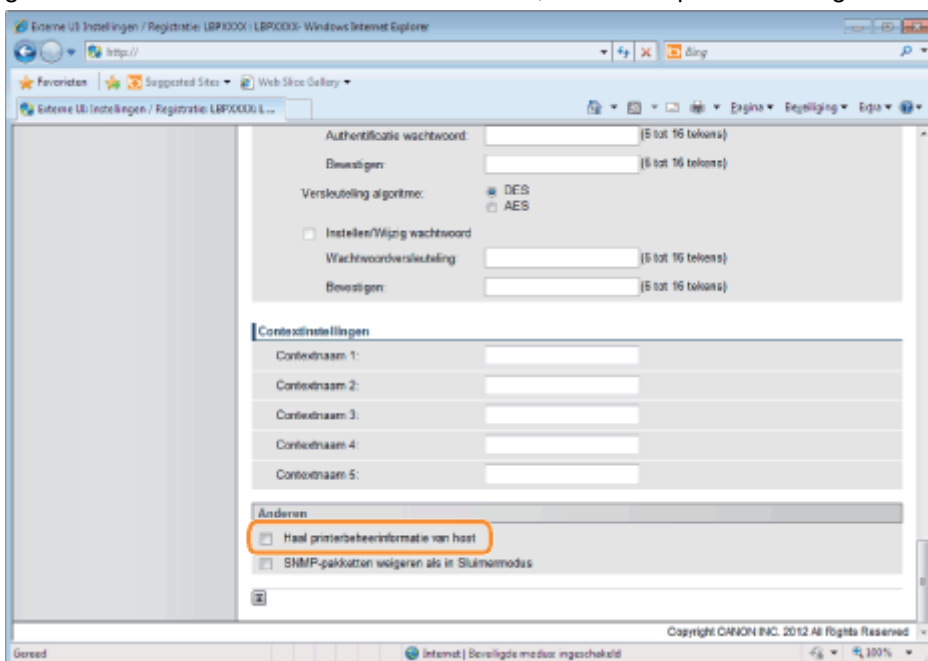 Externe UI: Instellingen / Registratie: LBPXXXX : LBPXXXX - Windows Internet Explorer
http://
Bing
Favorieten Suggested Sites Web Slice Gallery
Externe UI: Instellingen / Registratie: LBPXXXX: L... Pagina Beveiliging Extra
Authentificatie wachtwoord: (6 tot 16 tekens)
Bevestigen: (6 tot 16 tekens)
Versleuteling algoritme: DES
AES
Instellen/Wijzig wachtwoord
Wachtwoordversleuteling: (6 tot 16 tekens)
Bevestigen: (6 tot 16 tekens)
Contextinstellingen
Contextnaam 1:
Contextnaam 2:
Contextnaam 3:
Contextnaam 4:
Contextnaam 5:
Anderen
Haal printerbeheerinformatie van host
SNMP-pakketten weigeren als in Sluimermodus
Copyright CANON INC. 2012 All Rights Reserved
Gereed Internet | Beveiligde modus: ingeschakeld 100%